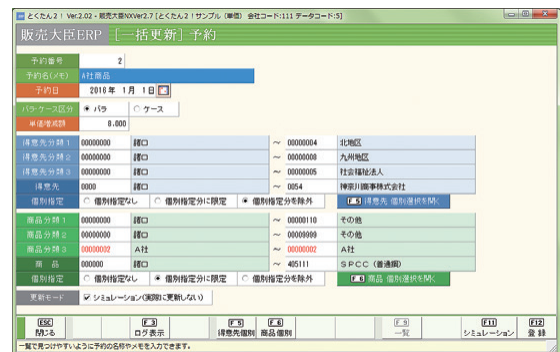 とくたん2！ Ver.2.02 - 販売大臣NXVer2.7 [とくたん2！サンプル（単価） 会社コード:111 データコード:5]
販売大臣ERP ［一括更新］予約
予約番号 2
予約名(メモ) A社商品
予約日 2016年 1月 1日
バラ・ケース区分 バラ ケース
単価増減額 8.000
得意先分類1 00000000 諸口 ～ 00000004 北地区
得意先分類2 00000000 諸口 ～ 00000008 九州地区
得意先分類3 00000000 諸口 ～ 00000005 社会福祉法人
得意先 0000 諸口 ～ 0054 神奈川商事株式会社
個別指定 個別指定なし 個別指定分に限定 個別指定分を除外 F5 得意先 個別選択を開く
商品分類1 00000000 諸口 ～ 00000110 その他
商品分類2 00000000 諸口 ～ 00009999 その他
商品分類3 00000002 A社 ～ 00000002 A社
商品 000000 諸口 ～ 405111 SPCC（普通鋼）
個別指定 個別指定なし 個別指定分に限定 個別指定分を除外 F6 商品 個別選択を開く
更新モード シミュレーション(実際に更新しない)
ESC F3 F5 F6 F9 F11 F12
閉じる ログ表示 得意先個別 商品個別 一覧 シミュレーション 登録
一覧で見つけやすいように予約の名称やメモを入力できます。